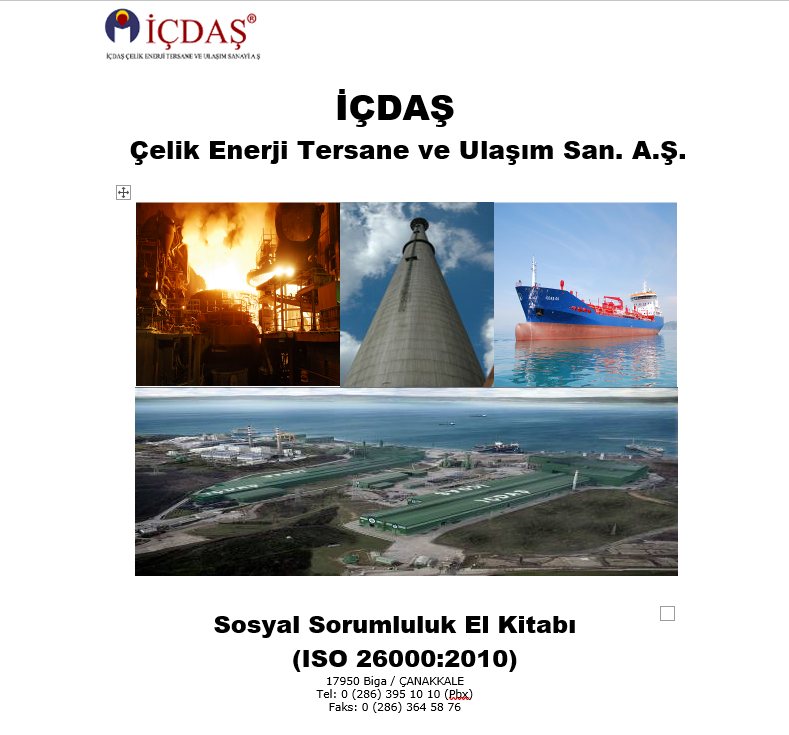 İÇDAŞ®
İÇDAŞ ÇELİK ENERJİ TERSANE VE ULAŞIM SANAYİ A Ş
İÇDAŞ
Çelik Enerji Tersane ve Ulaşım San. A.Ş.
İÇDAŞ
Sosyal Sorumluluk El Kitabı
(ISO 26000:2010)
17950 Biga / ÇANAKKALE
Tel: 0 (286) 395 10 10 (Pbx)
Faks: 0 (286) 364 58 76